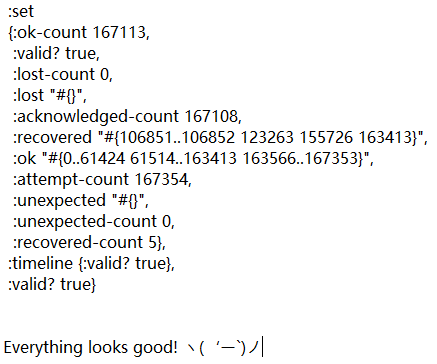 :set
{:ok-count 167113,
:valid? true,
:lost-count 0,
:lost "#{}",
:acknowledged-count 167108,
:recovered "#{106851..106852 123263 155726 163413}",
:ok "#{0..61424 61514..163413 163566..167353}",
:attempt-count 167354,
:unexpected "#{}",
:unexpected-count 0,
:recovered-count 5},
:timeline {:valid? true},
:valid? true}
Everything looks good! ヽ(‘ー`)ノ